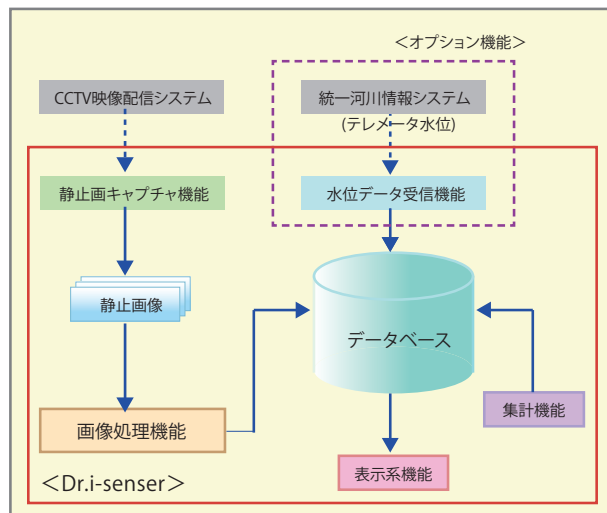 ＜オプション機能＞
CCTV映像配信システム
統一河川情報システム
(テレメータ水位)
静止画キャプチャ機能
水位データ受信機能
静止画像
データベース
画像処理機能
集計機能
表示系機能
＜Dr.i-senser＞